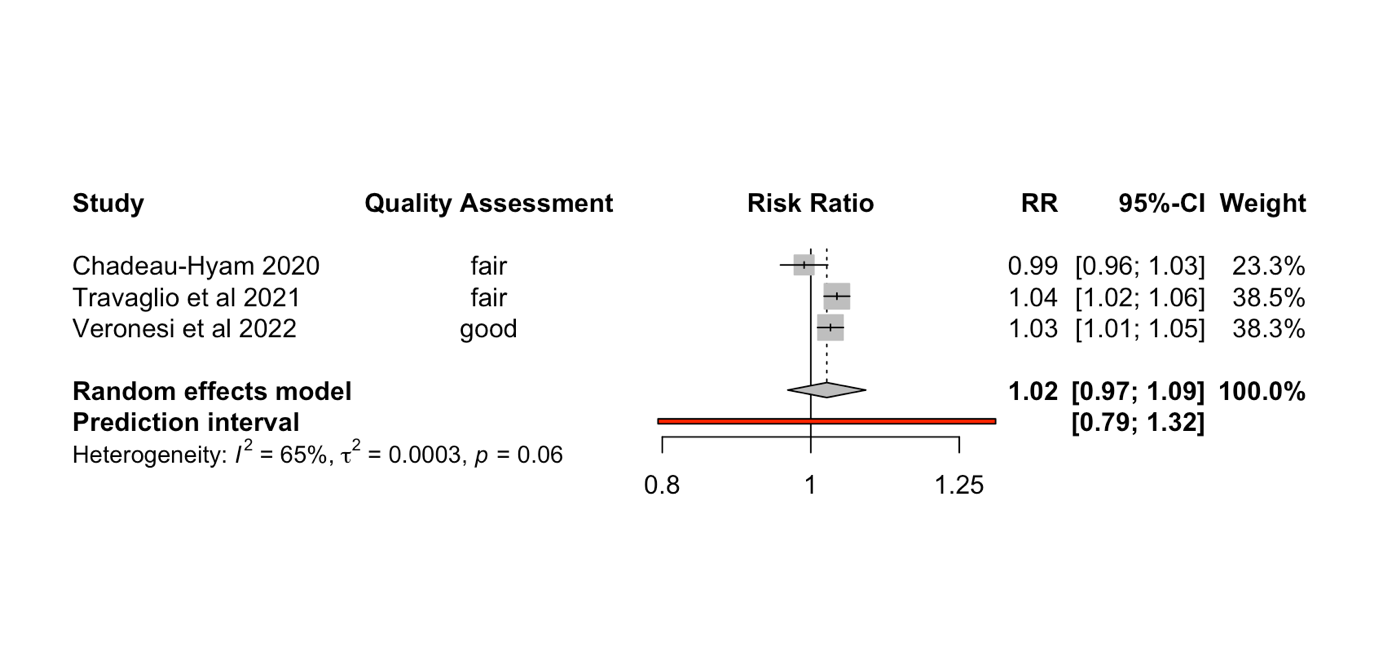 Study Quality Assessment Risk Ratio RR 95%-CI Weight
Chadeau-Hyam 2020 fair 0.99 [0.96; 1.03] 23.3%
Travaglio et al 2021 fair 1.04 [1.02; 1.06] 38.5%
Veronesi et al 2022 good 1.03 [1.01; 1.05] 38.3%
Random effects model 1.02 [0.97; 1.09] 100.0%
Prediction interval [0.79; 1.32]
Heterogeneity: I² = 65%, τ² = 0.0003, p = 0.06
0.8 1 1.25